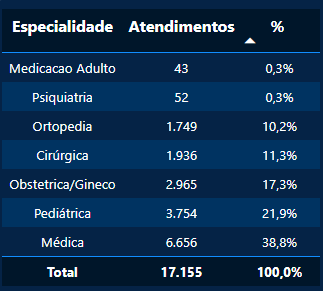 Especialidade Atendimentos %
Medicacao Adulto 43 0,3%
Psiquiatria 52 0,3%
Ortopedia 1.749 10,2%
Cirúrgica 1.936 11,3%
Obstetrica/Gineco 2.965 17,3%
Pediátrica 3.754 21,9%
Médica 6.656 38,8%
Total 17.155 100,0%